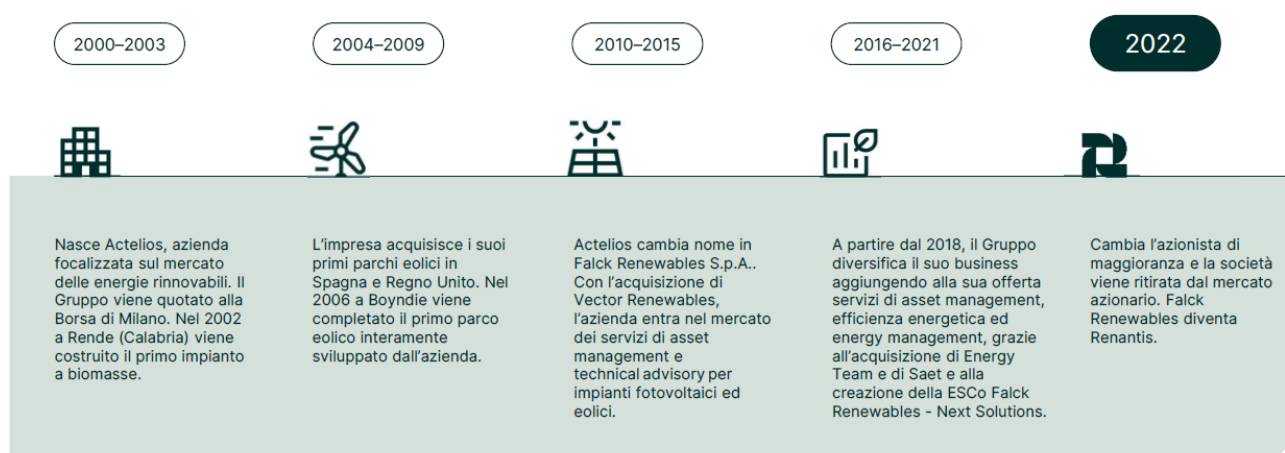 2000–2003
2004–2009
2010–2015
2016–2021
2022
Nasce Actelios, azienda
focalizzata sul mercato
delle energie rinnovabili. Il
Gruppo viene quotato alla
Borsa di Milano. Nel 2002
a Rende (Calabria) viene
costruito il primo impianto
a biomasse.
L’impresa acquisisce i suoi
primi parchi eolici in
Spagna e Regno Unito. Nel
2006 a Boyndie viene
completato il primo parco
eolico interamente
sviluppato dall’azienda.
Actelios cambia nome in
Falck Renewables S.p.A..
Con l’acquisizione di
Vector Renewables,
l’azienda entra nel mercato
dei servizi di asset
management e
technical advisory per
impianti fotovoltaici ed
eolici.
A partire dal 2018, il Gruppo
diversifica il suo business
aggiungendo alla sua offerta
servizi di asset management,
efficienza energetica ed
energy management, grazie
all’acquisizione di Energy
Team e di Saet e alla
creazione della ESCo Falck
Renewables - Next Solutions.
Cambia l’azionista di
maggioranza e la società
viene ritirata dal mercato
azionario. Falck
Renewables diventa
Renantis.